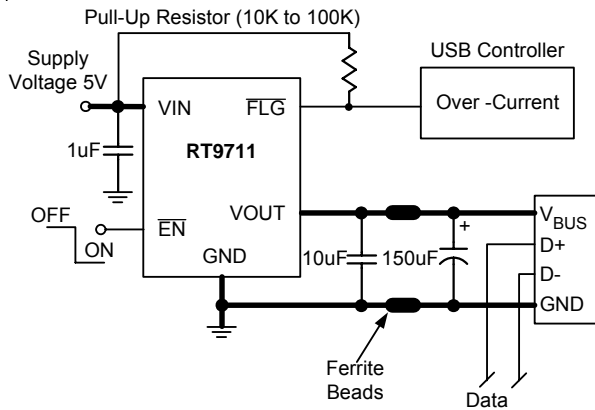 Pull-Up Resistor (10K to 100K)
Supply
Voltage 5V
USB Controller
VIN
FLG
Over -Current
1uF
RT9711
OFF
ON
EN
VOUT
GND
10uF
150uF
+
VBUS
D+
D-
GND
Ferrite
Beads
Data